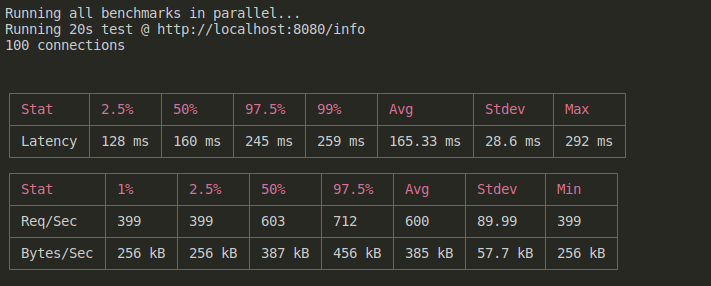 Running all benchmarks in parallel...
Running 20s test @ http://localhost:8080/info
100 connections
Stat 2.5% 50% 97.5% 99% Avg Stdev Max
Latency 128 ms 160 ms 245 ms 259 ms 165.33 ms 28.6 ms 292 ms
Stat 1% 2.5% 50% 97.5% Avg Stdev Min
Req/Sec 399 399 603 712 600 89.99 399
Bytes/Sec 256 kB 256 kB 387 kB 456 kB 385 kB 57.7 kB 256 kB